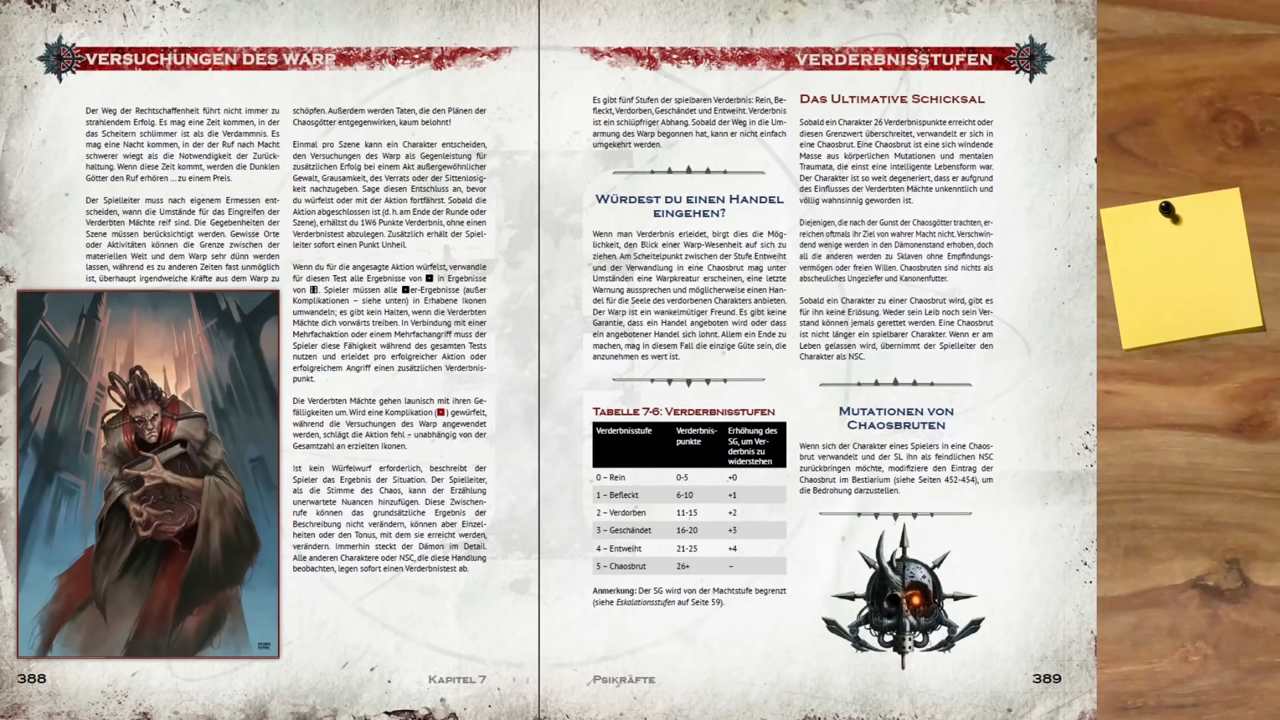 VERSUCHUNGEN DES WARP
Der Weg der Rechtschaffenheit führt nicht immer zu
strahlendem Erfolg. Es mag eine Zeit kommen, in der
das Scheitern schlimmer ist als die Verdammnis. Es
mag eine Nacht kommen, in der der Ruf nach Macht
schwerer wiegt als die Notwendigkeit der Zurück-
haltung. Wenn diese Zeit kommt, werden die Dunklen
Götter den Ruf erhören ... zu einem Preis.
Der Spielleiter muss nach eigenem Ermessen ent-
scheiden, wann die Umstände für das Eingreifen der
Verderbten Mächte reif sind. Die Gegebenheiten der
Szene müssen berücksichtigt werden. Gewisse Orte
oder Aktivitäten können die Grenze zwischen der
materiellen Welt und dem Warp sehr dünn werden
lassen, während es zu anderen Zeiten fast unmöglich
ist, überhaupt irgendwelche Kräfte aus dem Warp zu
schöpfen. Außerdem werden Taten, die den Plänen der
Chaosgötter entgegenwirken, kaum belohnt!
Einmal pro Szene kann ein Charakter entscheiden,
den Versuchungen des Warp als Gegenleistung für
zusätzlichen Erfolg bei einem Akt außergewöhnlicher
Gewalt, Grausamkeit, des Verrats oder der Sittenlosig-
keit nachzugeben. Sage diesen Entschluss an, bevor
du würfelst oder mit der Aktion fortfährst. Sobald die
Aktion abgeschlossen ist (d. h. am Ende der Runde oder
Szene), erhältst du 1W6 Punkte Verderbnis, ohne einen
Verderbnistest abzulegen. Zusätzlich erhält der Spiel-
leiter sofort einen Punkt Unheil.
Wenn du für die angesagte Aktion würfelst, verwandle
für diesen Test alle Ergebnisse von in Ergebnisse
von . Spieler müssen alle er-Ergebnisse (außer
Komplikationen – siehe unten) in Erhabene Ikonen
umwandeln; es gibt kein Halten, wenn die Verderbten
Mächte dich vorwärts treiben. In Verbindung mit einer
Mehrfachaktion oder einem Mehrfachangriff muss der
Spieler diese Fähigkeit während des gesamten Tests
nutzen und erleidet pro erfolgreicher Aktion oder
erfolgreichem Angriff einen zusätzlichen Verderbnis-
punkt.
Die Verderbten Mächte gehen launisch mit ihren Ge-
fälligkeiten um. Wird eine Komplikation ( ) gewürfelt,
während die Versuchungen des Warp angewendet
werden, schlägt die Aktion fehl – unabhängig von der
Gesamtzahl an erzielten Ikonen.
Ist kein Würfelwurf erforderlich, beschreibt der
Spieler das Ergebnis der Situation. Der Spielleiter,
als die Stimme des Chaos, kann der Erzählung
unerwartete Nuancen hinzufügen. Diese Zwischen-
rufe können das grundsätzliche Ergebnis der
Beschreibung nicht verändern, können aber Einzel-
heiten oder den Tonus, mit dem sie erreicht werden,
verändern. Immerhin steckt der Dämon im Detail.
Alle anderen Charaktere oder NSC, die diese Handlung
beobachten, legen sofort einen Verderbnistest ab.
388
KAPITEL 7
VERDERBNISSTUFEN
Es gibt fünf Stufen der spielbaren Verderbnis: Rein, Be-
fleckt, Verdorben, Geschändet und Entweiht. Verderbnis
ist ein schlüpfriger Abhang. Sobald der Weg in die Um-
armung des Warp begonnen hat, kann er nicht einfach
umgekehrt werden.
WÜRDEST DU EINEN HANDEL
EINGEHEN?
Wenn man Verderbnis erleidet, birgt dies die Mög-
lichkeit, den Blick einer Warp-Wesenheit auf sich zu
ziehen. Am Scheitelpunkt zwischen der Stufe Entweiht
und der Verwandlung in eine Chaosbrut mag unter
Umständen eine Warpkreatur erscheinen, eine letzte
Warnung aussprechen und möglicherweise einen Han-
del für die Seele des verdorbenen Charakters anbieten.
Der Warp ist ein wankelmütiger Freund. Es gibt keine
Garantie, dass ein Handel angeboten wird oder dass
ein angebotener Handel sich lohnt. Allem ein Ende zu
machen, mag in diesem Fall die einzige Güte sein, die
anzunehmen es wert ist.
TABELLE 7-6: VERDERBNISSTUFEN
Verderbnisstufe Verderbnis-punkte Erhöhung des SG, um Ver-derbnis zu widerstehen
0 – Rein 0-5 +0
1 – Befleckt 6-10 +1
2 – Verdorben 11-15 +2
3 – Geschändet 16-20 +3
4 – Entweiht 21-25 +4
5 – Chaosbrut 26+ –
Anmerkung: Der SG wird von der Machtstufe begrenzt
(siehe Eskalationsstufen auf Seite 59).
DAS ULTIMATIVE SCHICKSAL
Sobald ein Charakter 26 Verderbnispunkte erreicht oder
diesen Grenzwert überschreitet, verwandelt er sich in
eine Chaosbrut. Eine Chaosbrut ist eine sich windende
Masse aus körperlichen Mutationen und mentalen
Traumata, die einst eine intelligente Lebensform war.
Der Charakter ist so weit degeneriert, dass er aufgrund
des Einflusses der Verderbten Mächte unkenntlich und
völlig wahnsinnig geworden ist.
Diejenigen, die nach der Gunst der Chaosgötter trachten, er-
reichen oftmals ihr Ziel von wahrer Macht nicht. Verschwin-
dend wenige werden in den Dämonenstand erhoben, doch
all die anderen werden zu Sklaven ohne Empfindungs-
vermögen oder freien Willen. Chaosbruten sind nichts als
abscheuliches Ungeziefer und Kanonenfutter.
Sobald ein Charakter zu einer Chaosbrut wird, gibt es
für ihn keine Erlösung. Weder sein Leib noch sein Ver-
stand können jemals gerettet werden. Eine Chaosbrut
ist nicht länger ein spielbarer Charakter. Wenn er am
Leben gelassen wird, übernimmt der Spielleiter den
Charakter als NSC.
MUTATIONEN VON
CHAOSBRUTEN
Wenn sich der Charakter eines Spielers in eine Chaos-
brut verwandelt und der SL ihn als feindlichen NSC
zurückbringen möchte, modifiziere den Eintrag der
Chaosbrut im Bestiarium (siehe Seiten 452-454), um
die Bedrohung darzustellen.
PSIKRÄFTE
389